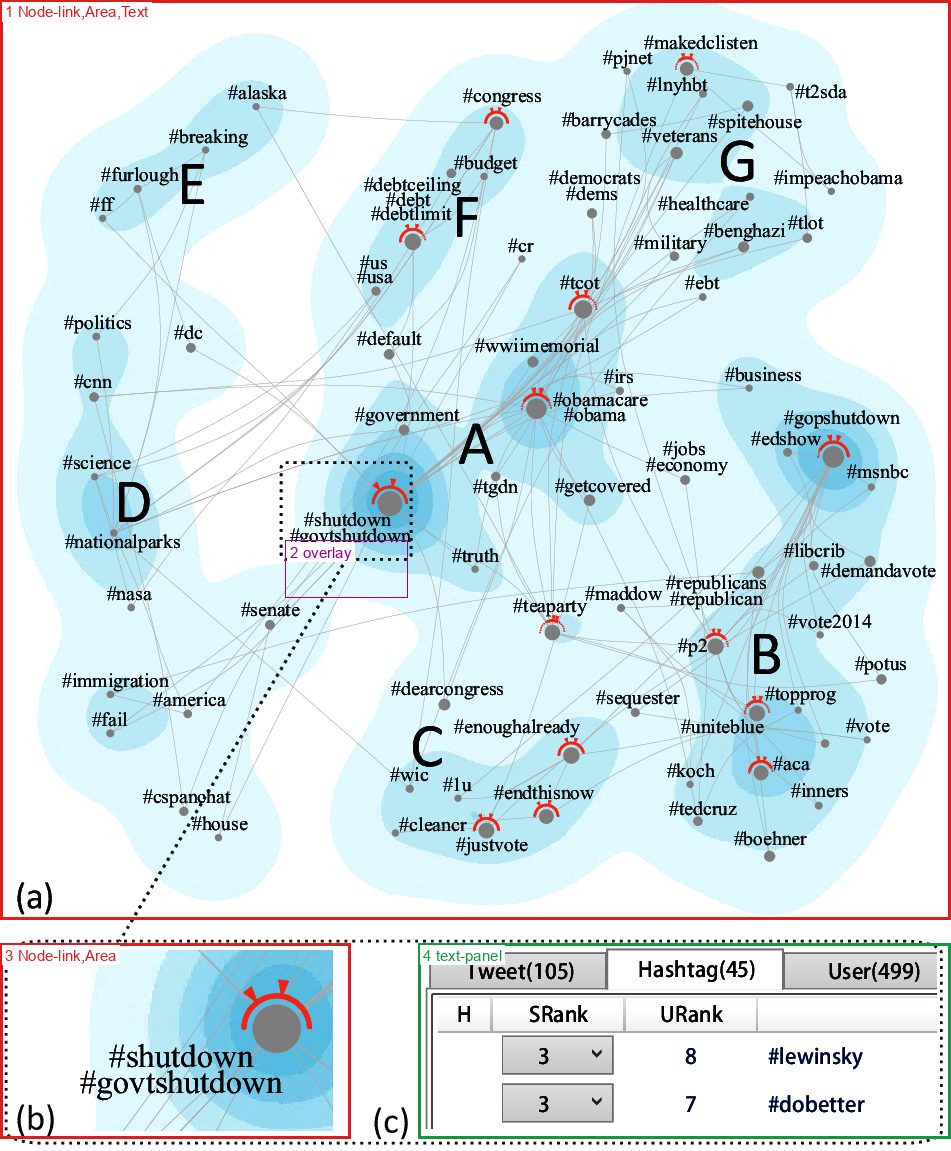 1 Node-link,Area,Text
#makedclisten
#pjnet
#lnyhbt
#t2sda
#alaska
#congress
#barrycades
#spitehouse
#veterans
#breaking
#budget
G
#furlough
E
#debtceiling
#democrats
#impeachobama
#ff
#debt
#dems
#debtlimit
F
#healthcare
#benghazi
#tlot
#cr
#military
#us
#usa
#tcot
#ebt
#politics
#dc
#default
#wwiimemorial
#cnn
#irs
#business
#government
#obamacare
#obama
#gopshutdown
A
#edshow
#science
#jobs
#economy
#msnbc
D
#tgdn
#getcovered
#shutdown
#govtshutdown
#nationalparks
2 overlay
#truth
#libcrib
#demandavote
#republicans
#republican
#nasa
#senate
#teaparty
#maddow
#vote2014
#p2
B
#potus
#immigration
#america
#fail
#dearcongress
#sequester
#topprog
#enoughalready
#uniteblue
#vote
C
#wic
#1u
#endthisnow
#koch
#aca
#inners
#cspanchat
#house
#cleancr
#justvote
#tedcruz
#boehner
(a)
3 Node-link,Area
#shutdown
#govtshutdown
(b)
(c)
4 text-panel
Tweet(105) Hashtag(45) User(499)
H SRank URank
3 8 #lewinsky
3 7 #dobetter